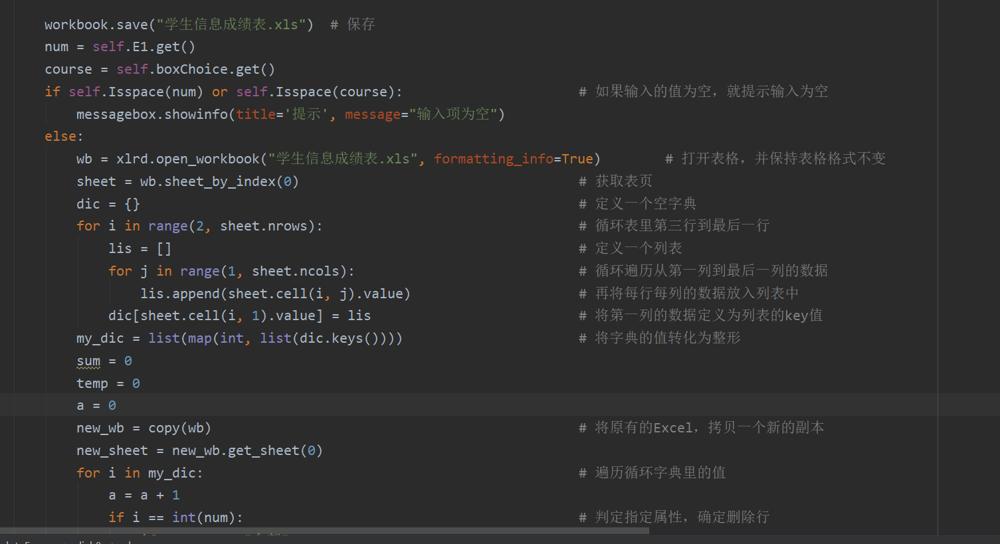 workbook.save("学生信息成绩表.xls")  # 保存
num = self.E1.get()
course = self.boxChoice.get()
if self.Isspace(num) or self.Isspace(course):  # 如果输入的值为空，就提示输入为空
messagebox.showinfo(title='提示', message="输入项为空")
else:
wb = xlrd.open_workbook("学生信息成绩表.xls", formatting_info=True)  # 打开表格，并保持表格格式不变
sheet = wb.sheet_by_index(0)  # 获取表页
dic = {}  # 定义一个空字典
for i in range(2, sheet.nrows):  # 循环表里第三行到最后一行
lis = []  # 定义一个列表
for j in range(1, sheet.ncols):  # 循环遍历从第一列到最后一列的数据
lis.append(sheet.cell(i, j).value)  # 再将每行每列的数据放入列表中
dic[sheet.cell(i, 1).value] = lis  # 将第一列的数据定义为列表的key值
my_dic = list(map(int, list(dic.keys())))  # 将字典的值转化为整形
sum = 0
temp = 0
a = 0
new_wb = copy(wb)  # 将原有的Excel，拷贝一个新的副本
new_sheet = new_wb.get_sheet(0)
for i in my_dic:  # 遍历循环字典里的值
a = a + 1
if i == int(num):  # 判定指定属性，确定删除行